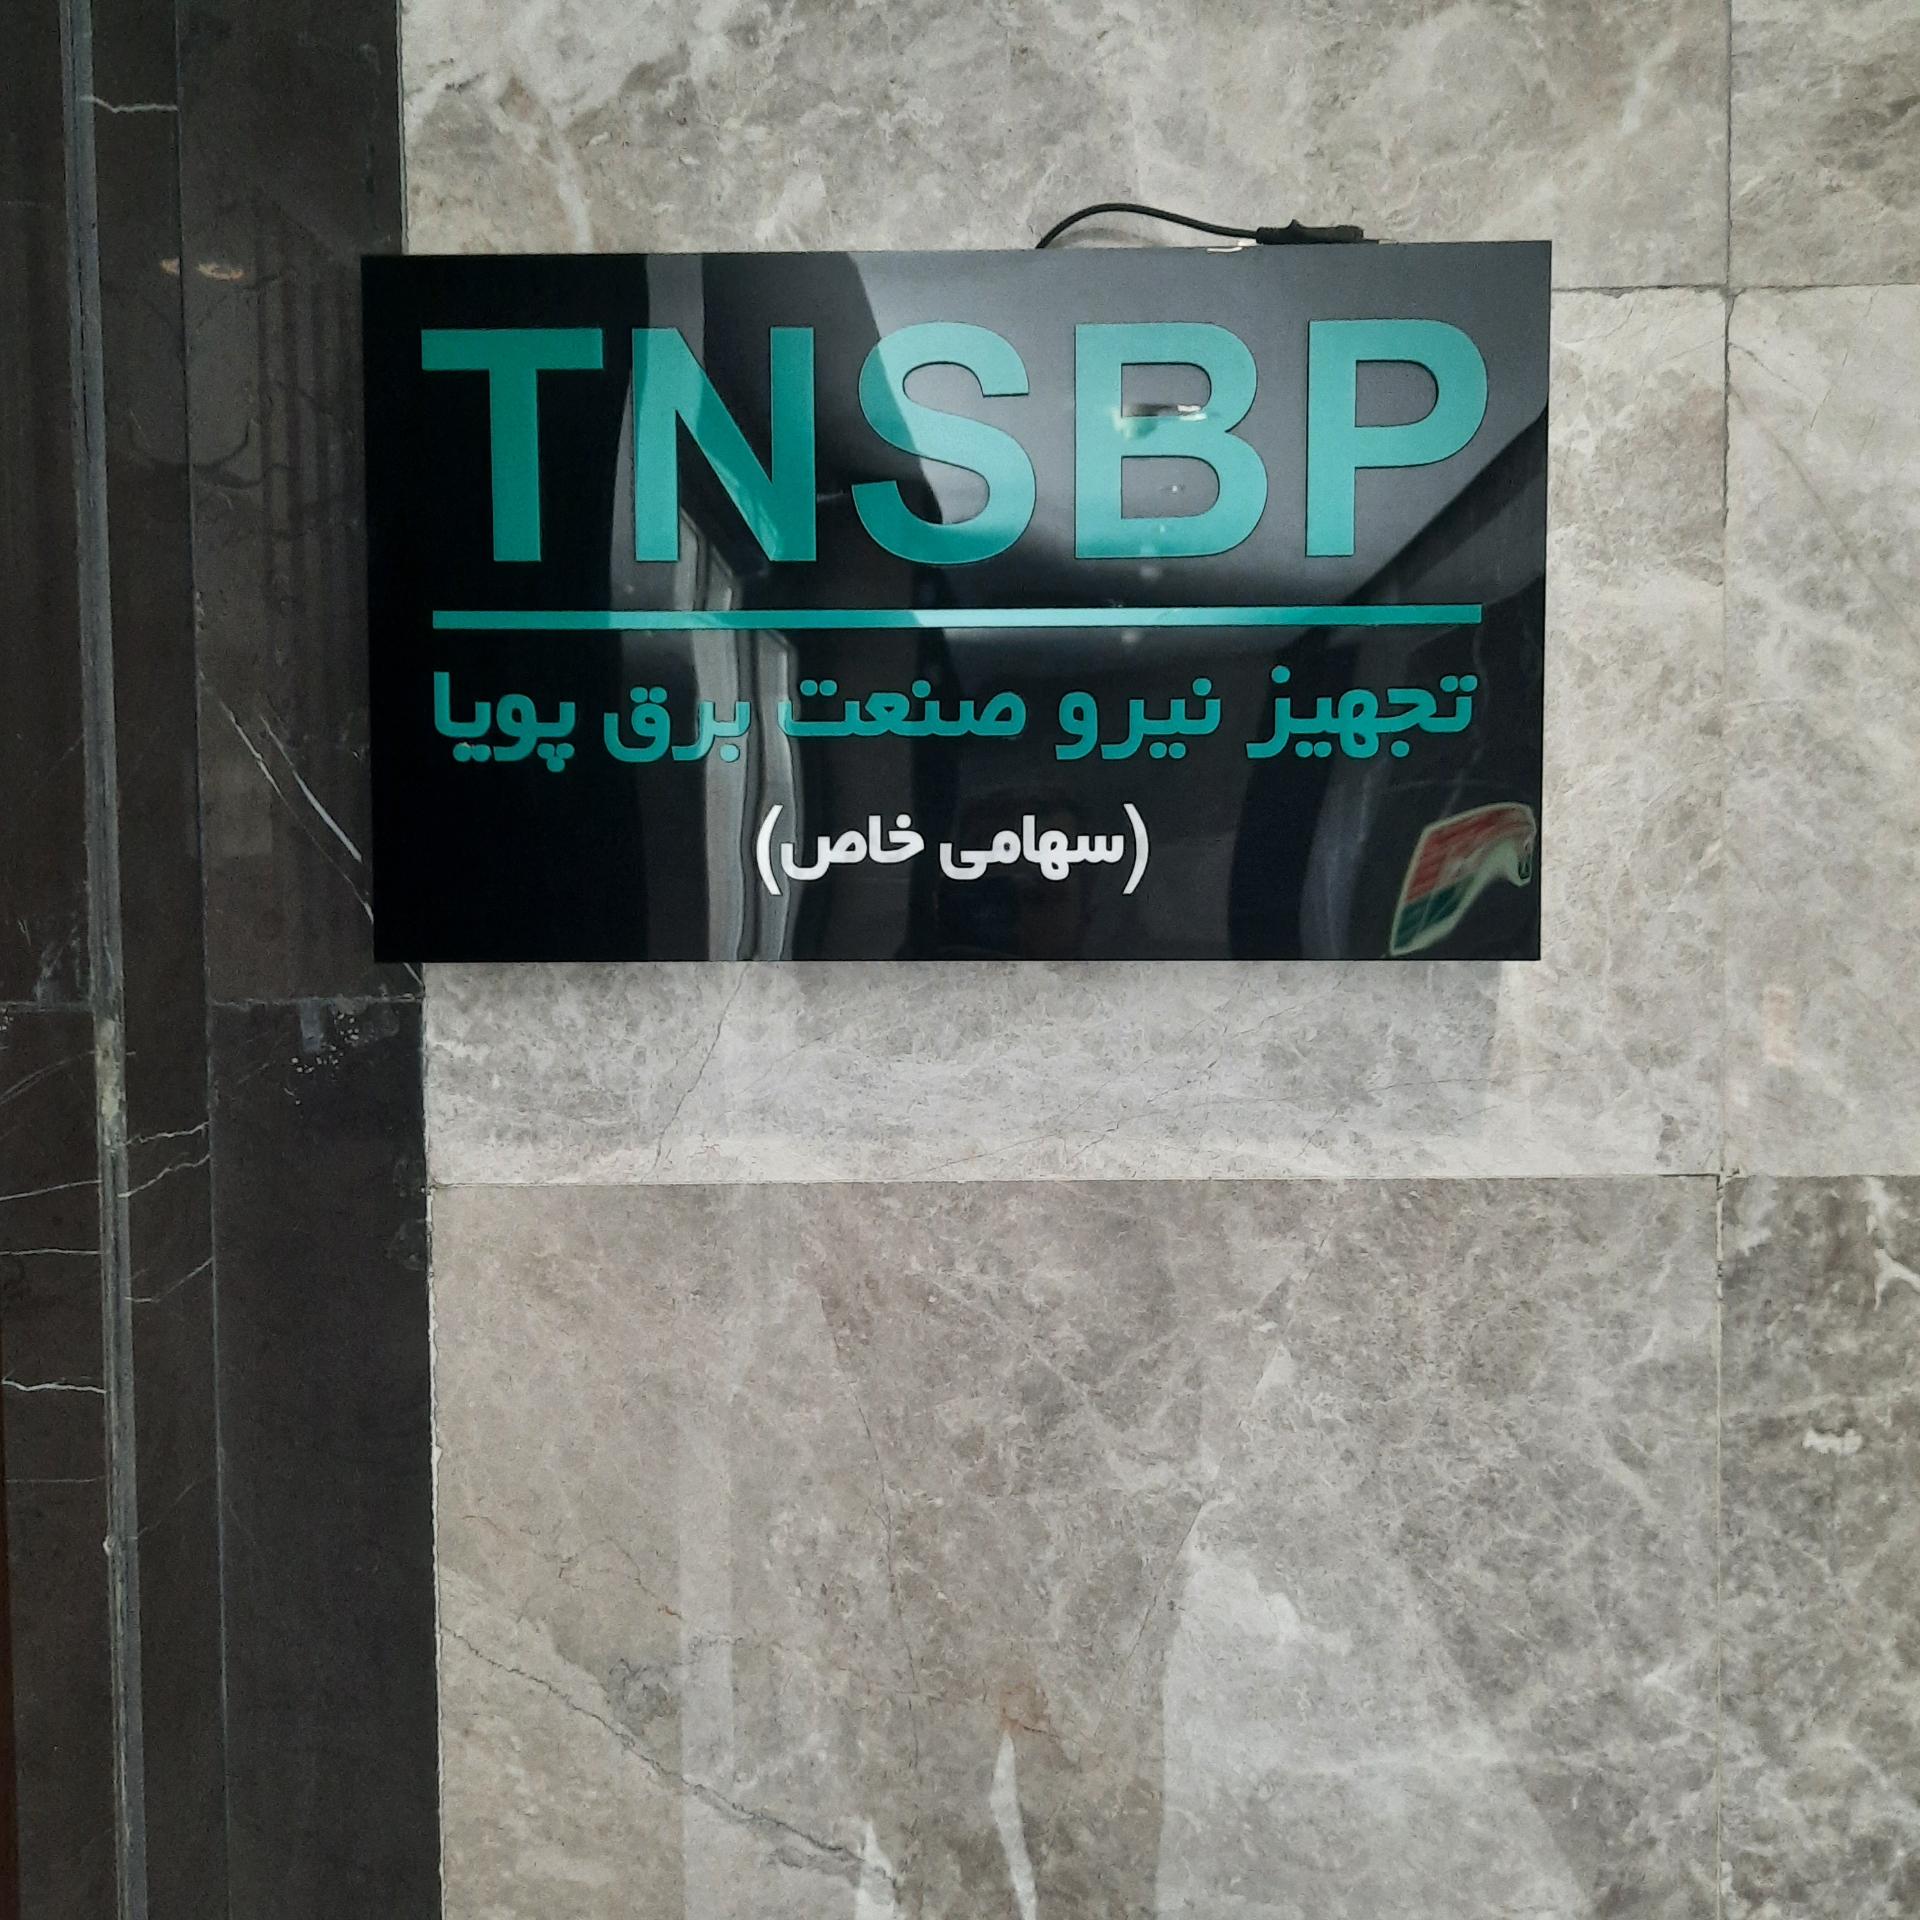 TNSBP
تجهیز نیرو صنعت برق پویا
(سهامی خاص)